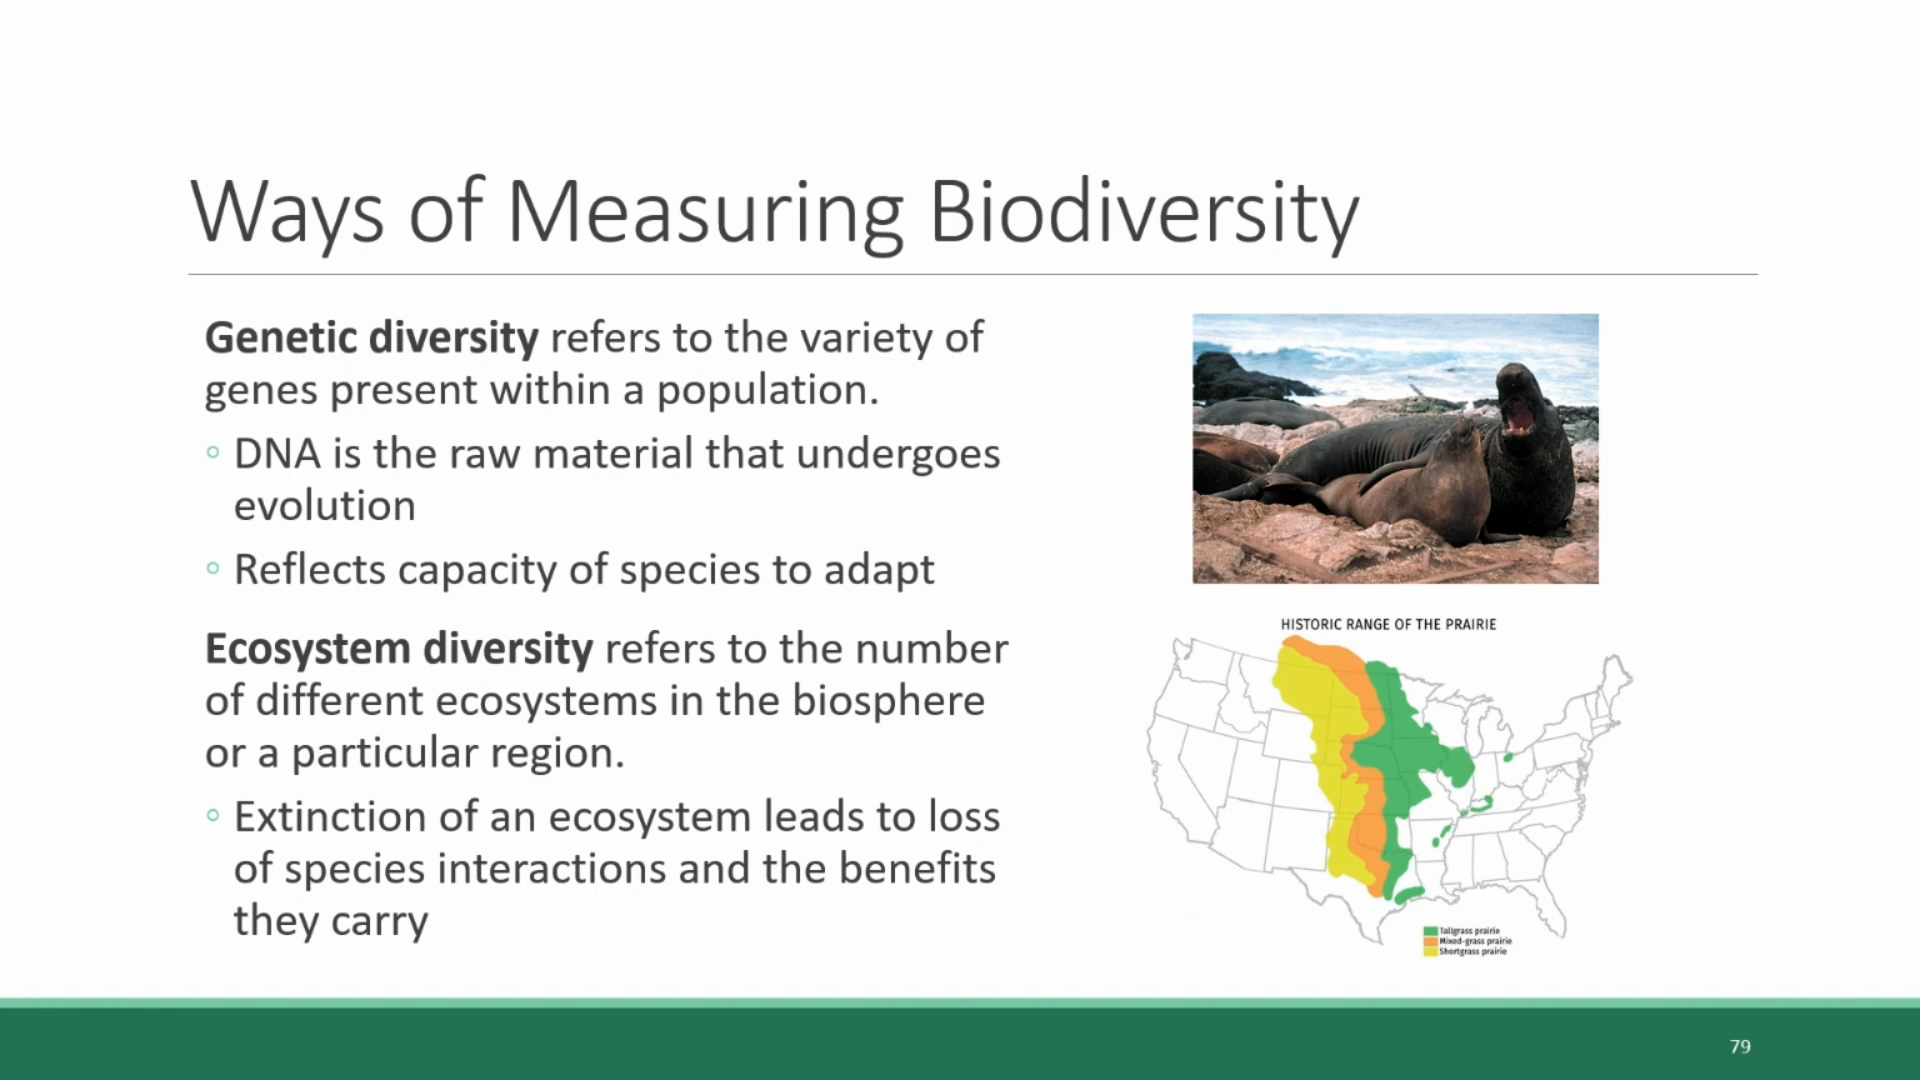 Ways of Measuring Biodiversity
Genetic diversity refers to the variety of
genes present within a population.
◦ DNA is the raw material that undergoes
evolution
◦ Reflects capacity of species to adapt
Ecosystem diversity refers to the number
of different ecosystems in the biosphere
or a particular region.
◦ Extinction of an ecosystem leads to loss
of species interactions and the benefits
they carry
HISTORIC RANGE OF THE PRAIRIE
Tallgrass prairie
Mixed-grass prairie
Shortgrass prairie
79